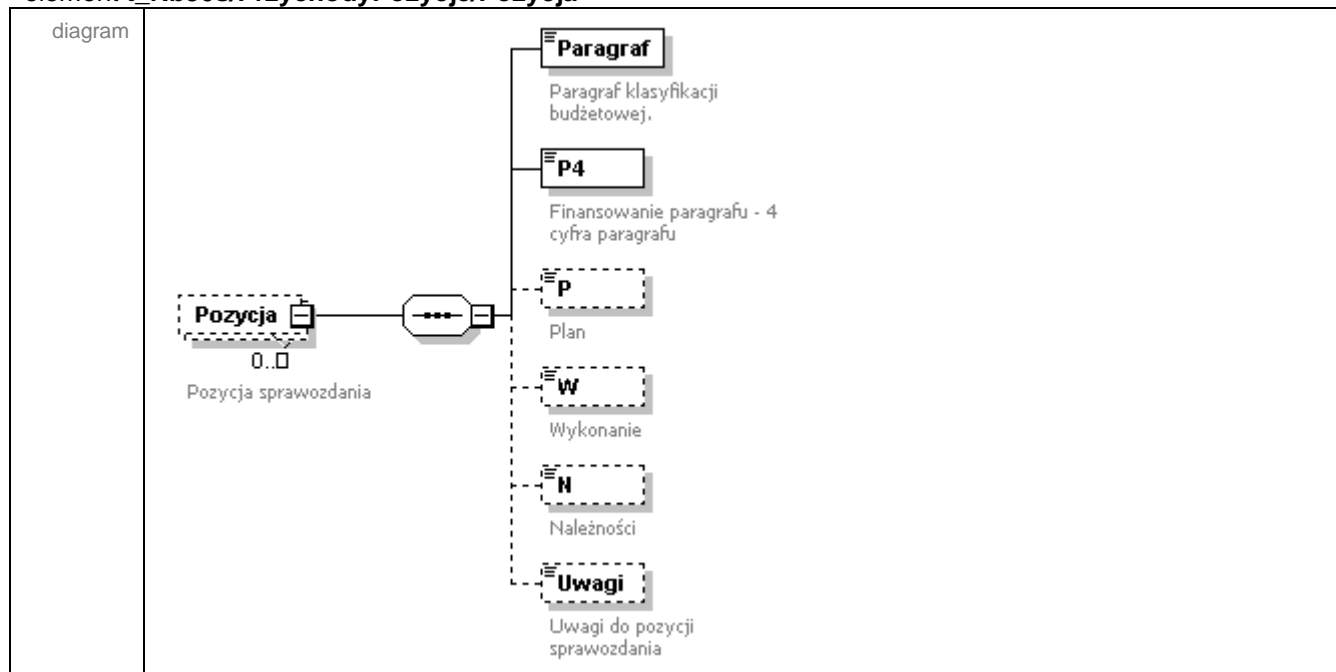 diagram
Paragraf
Paragraf klasyfikacji
budżetowej.
P4
Finansowanie paragrafu - 4
cyfra paragrafu
P
Plan
Pozycja
0..
Pozycja sprawozdania
W
Wykonanie
N
Należności
Uwagi
Uwagi do pozycji
sprawozdania